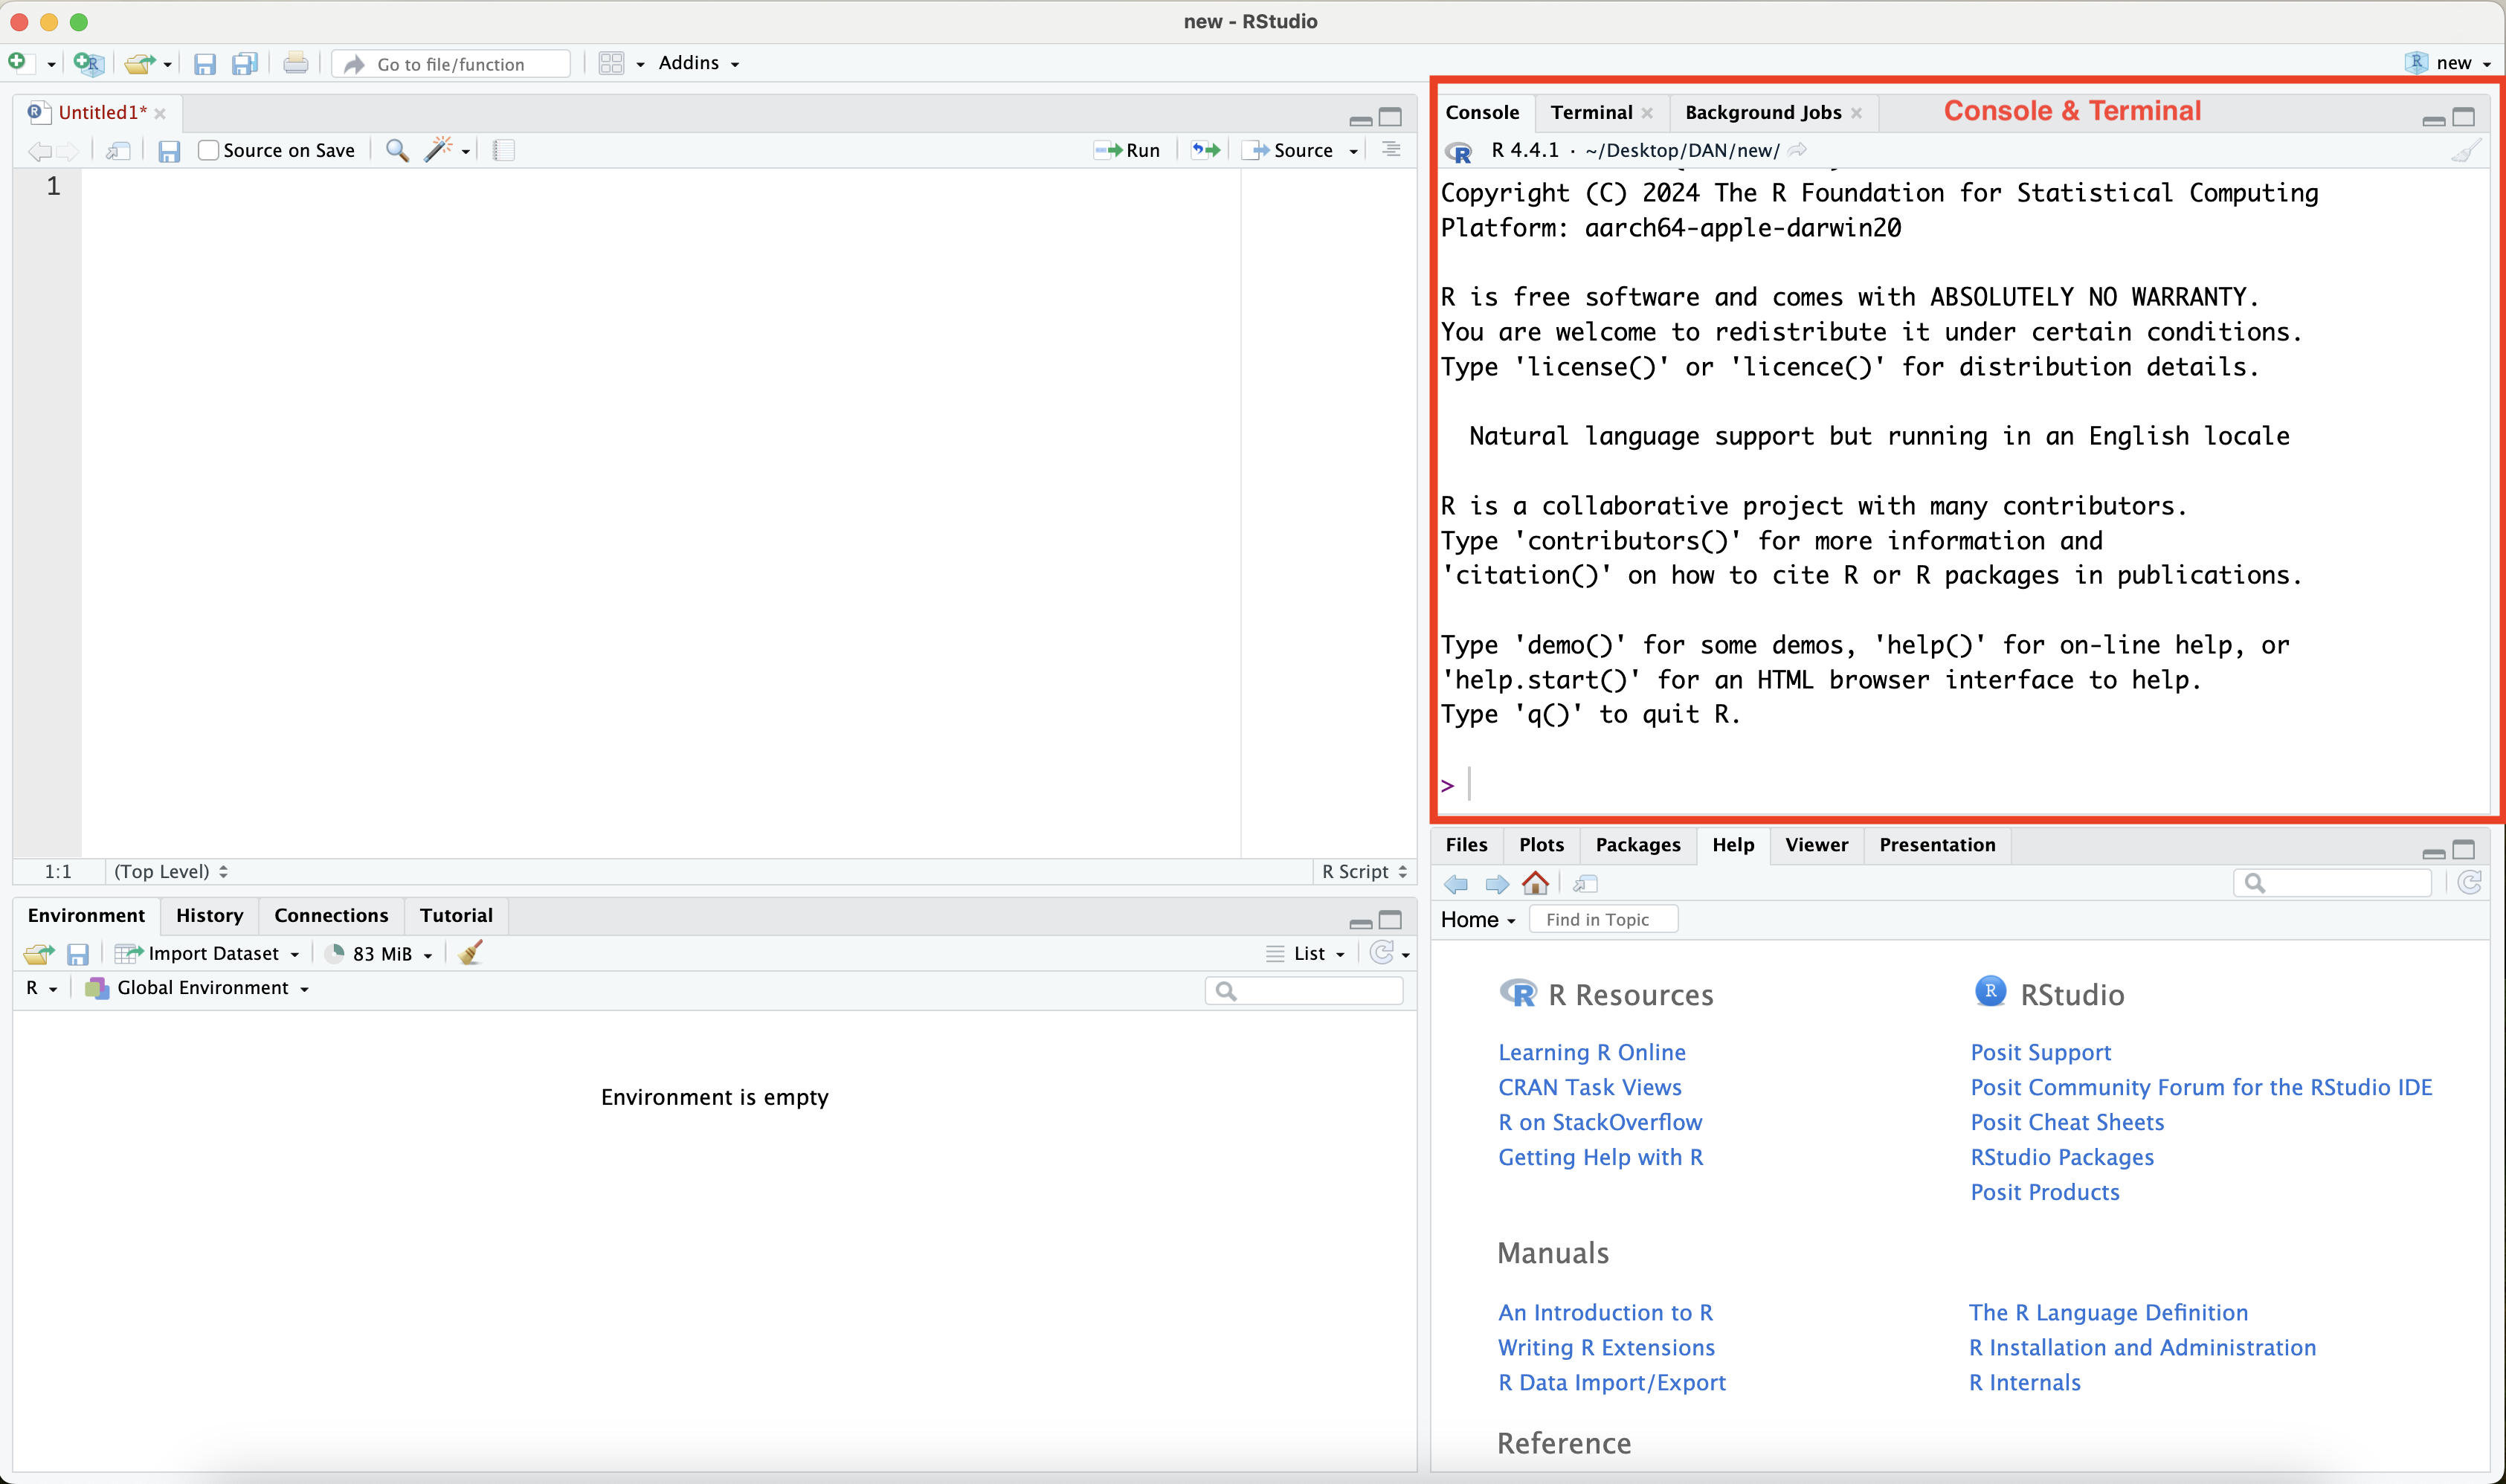 new - RStudio
Go to file/function
Addins
new
Untitled1*
Source on Save
Run
Source
1
1:1
(Top Level)
R Script
Console
Terminal
Background Jobs
Console & Terminal
R 4.4.1 · ~/Desktop/DAN/new/
Copyright (C) 2024 The R Foundation for Statistical Computing
Platform: aarch64-apple-darwin20
R is free software and comes with ABSOLUTELY NO WARRANTY.
You are welcome to redistribute it under certain conditions.
Type 'license()' or 'licence()' for distribution details.
Natural language support but running in an English locale
R is a collaborative project with many contributors.
Type 'contributors()' for more information and
'citation()' on how to cite R or R packages in publications.
Type 'demo()' for some demos, 'help()' for on-line help, or
'help.start()' for an HTML browser interface to help.
Type 'q()' to quit R.
>
Environment
History
Connections
Tutorial
Import Dataset
83 MiB
List
R
Global Environment
Environment is empty
Files
Plots
Packages
Help
Viewer
Presentation
Home
Find in Topic
R Resources
Learning R Online
CRAN Task Views
R on StackOverflow
Getting Help with R
RStudio
Posit Support
Posit Community Forum for the RStudio IDE
Posit Cheat Sheets
RStudio Packages
Posit Products
Manuals
An Introduction to R
Writing R Extensions
R Data Import/Export
The R Language Definition
R Installation and Administration
R Internals
Reference